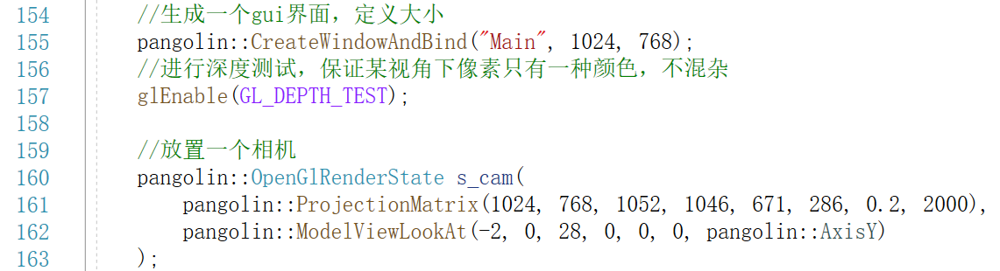 154 //生成一个gui界面，定义大小
155 pangolin::CreateWindowAndBind("Main", 1024, 768);
156 //进行深度测试，保证某视角下像素只有一种颜色，不混杂
157 glEnable(GL_DEPTH_TEST);
158
159 //放置一个相机
160 pangolin::OpenGlRenderState s_cam(
161 pangolin::ProjectionMatrix(1024, 768, 1052, 1046, 671, 286, 0.2, 2000),
162 pangolin::ModelViewLookAt(-2, 0, 28, 0, 0, 0, pangolin::AxisY)
163 );